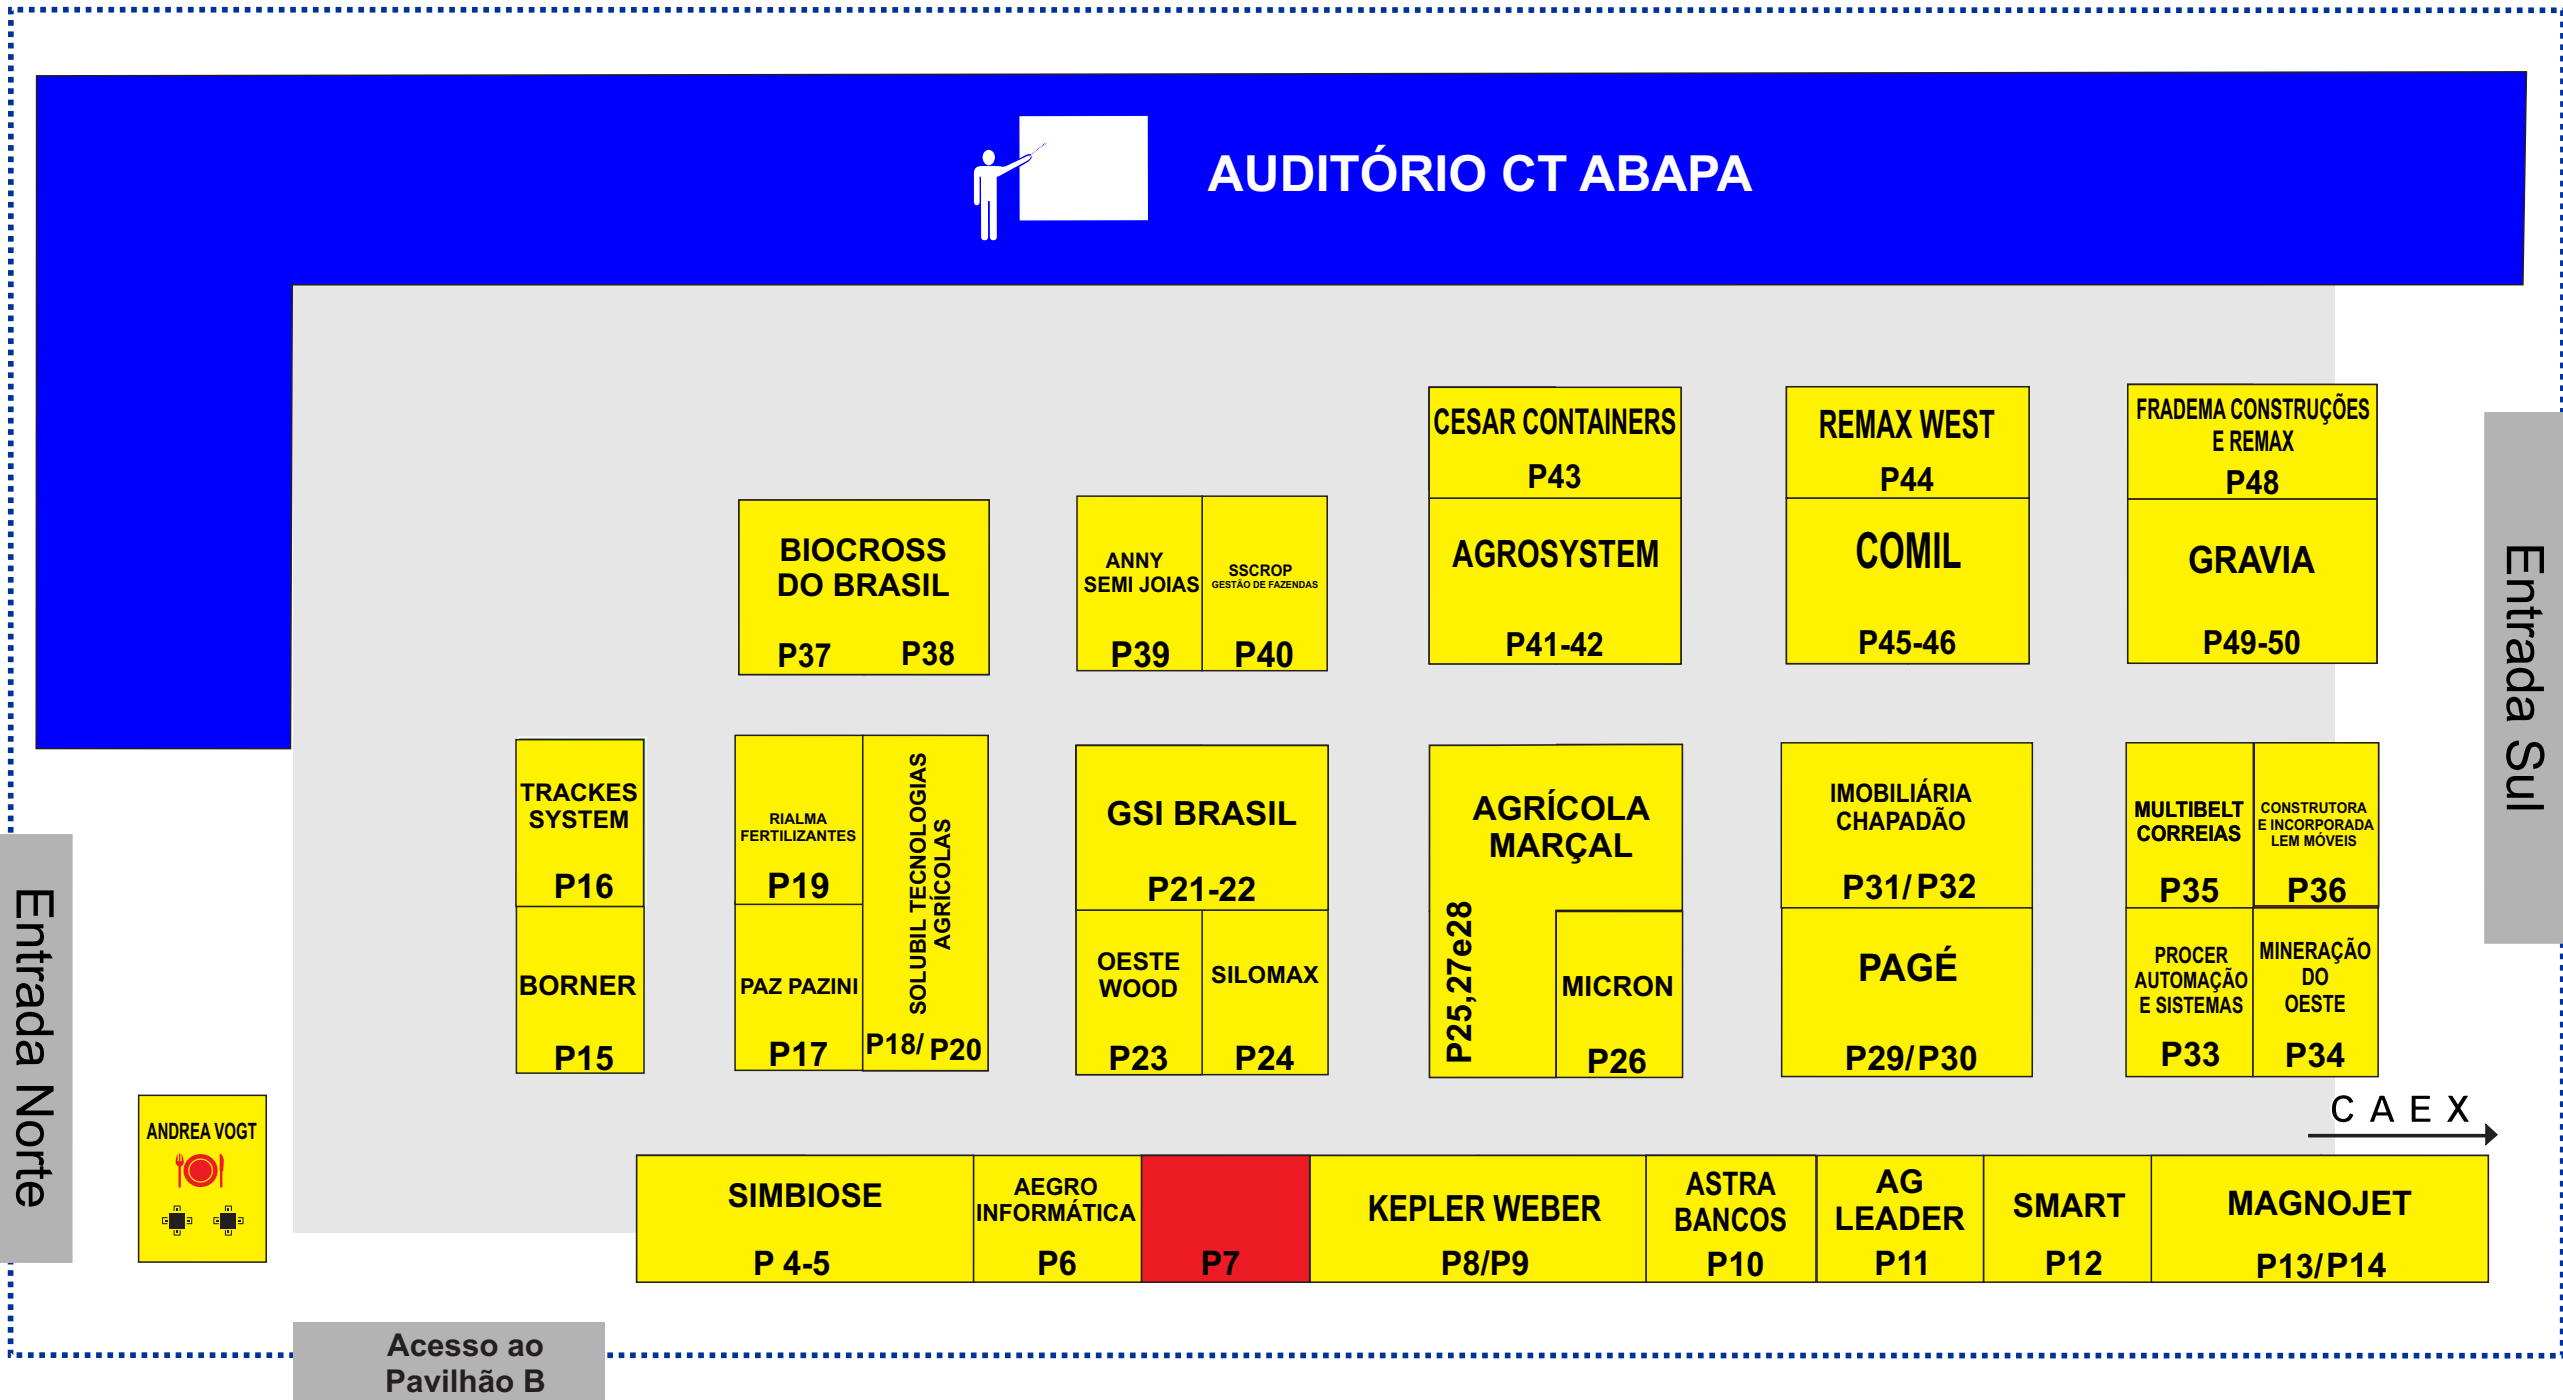 AUDITÓRIO CT ABAPA
CESAR CONTAINERS
P43
REMAX WEST
P44
FRADEMA CONSTRUÇÕES
E REMAX
P48
BIOCROSS
DO BRASIL
P37 P38
ANNY
SEMI JOIAS
P39
SSCROP
GESTÃO DE FAZENDAS
P40
AGROSYSTEM
P41-42
COMIL
P45-46
GRAVIA
P49-50
Entrada Sul
TRACKES
SYSTEM
P16
RIALMA
FERTILIZANTES
P19
SOLUBIL TECNOLOGIAS
AGRÍCOLAS
P18/ P20
GSI BRASIL
P21-22
AGRÍCOLA
MARÇAL
P25,27e28
IMOBILIÁRIA
CHAPADÃO
P31/ P32
MULTIBELT
CORREIAS
P35
CONSTRUTORA
E INCORPORADA
LEM MÓVEIS
P36
Entrada Norte
BORNER
P15
PAZ PAZINI
P17
OESTE
WOOD
P23
SILOMAX
P24
MICRON
P26
PAGÉ
P29/P30
PROCER
AUTOMAÇÃO
E SISTEMAS
P33
MINERAÇÃO
DO
OESTE
P34
CAEX
ANDREA VOGT
SIMBIOSE
P 4-5
AEGRO
INFORMÁTICA
P6
P7
KEPLER WEBER
P8/P9
ASTRA
BANCOS
P10
AG
LEADER
P11
SMART
P12
MAGNOJET
P13/P14
Acesso ao
Pavilhão B